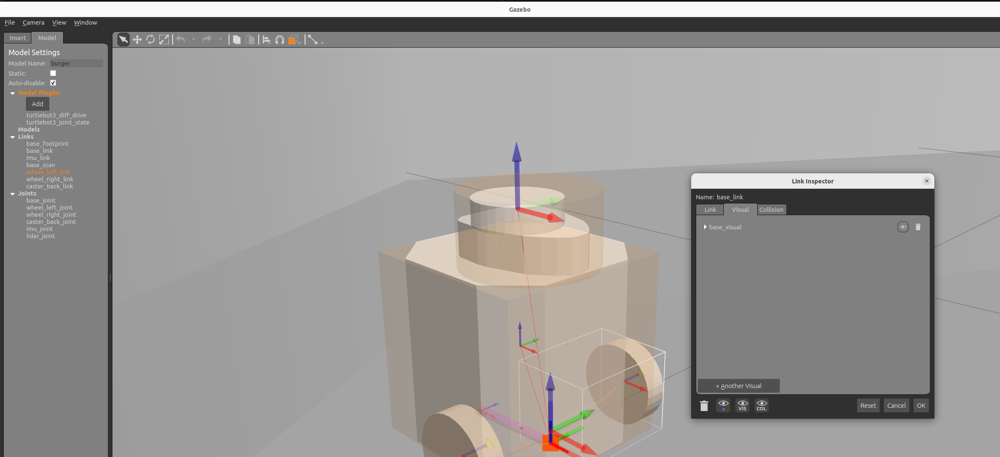 Gazebo
File Camera View Window
Insert Model
Model Settings
Model Name: burger
Static:
Auto-disable:
Model Plugins
Add
turtlebot3_diff_drive
turtlebot3_joint_state
Models
Links
base_footprint
base_link
imu_link
base_scan
wheel_left_link
wheel_right_link
caster_back_link
Joints
base_joint
wheel_left_joint
wheel_right_joint
caster_back_joint
imu_joint
lidar_joint
Link Inspector
Name: base_link
Link Visual Collision
base_visual
+ Another Visual
VIS COL Reset Cancel OK